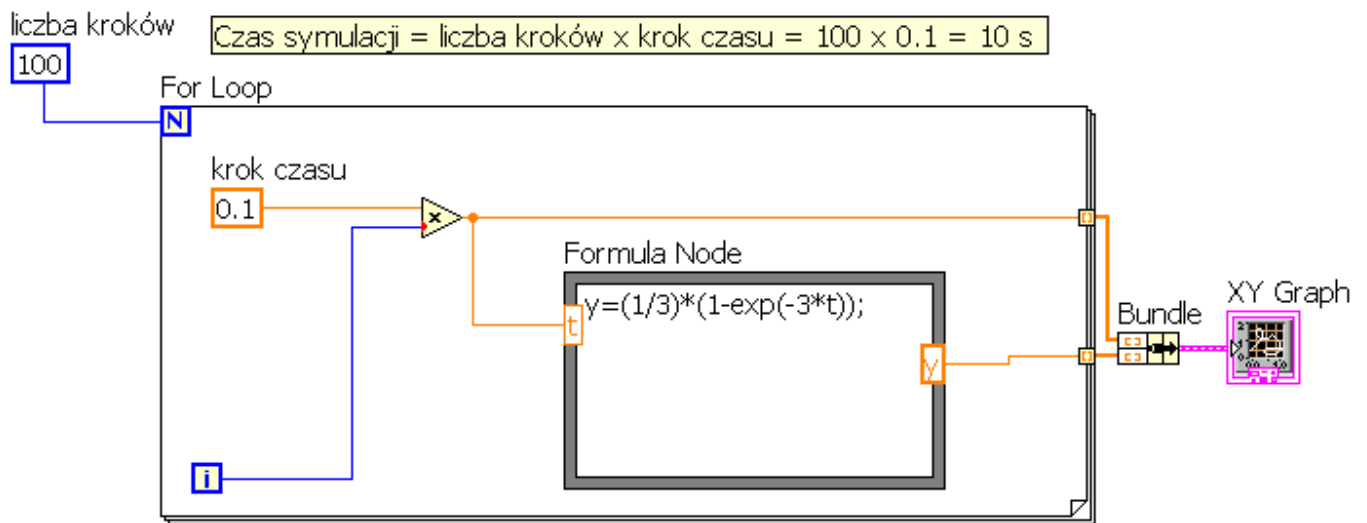 liczba kroków
Czas symulacji = liczba kroków x krok czasu = 100 x 0.1 = 10 s
100
For Loop
N
krok czasu
0.1
x
Formula Node
y=(1/3)*(1-exp(-3*t));
t
y
Bundle
XY Graph
i